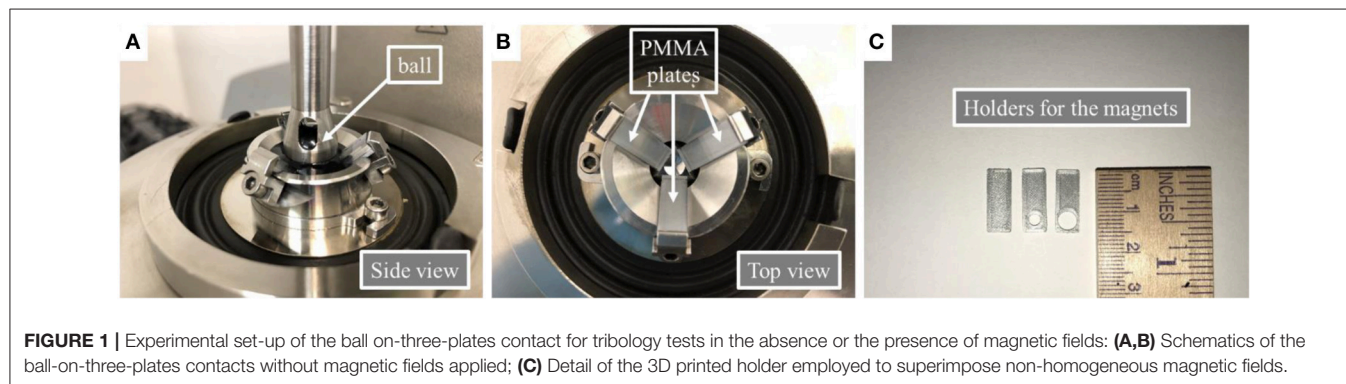 A
ball
Side view
B
PMMA
plates
Top view
C
Holders for the magnets
cm
1
2
3
INCHES
1
FIGURE 1 | Experimental set-up of the ball on-three-plates contact for tribology tests in the absence or the presence of magnetic fields: (A,B) Schematics of the
ball-on-three-plates contacts without magnetic fields applied; (C) Detail of the 3D printed holder employed to superimpose non-homogeneous magnetic fields.